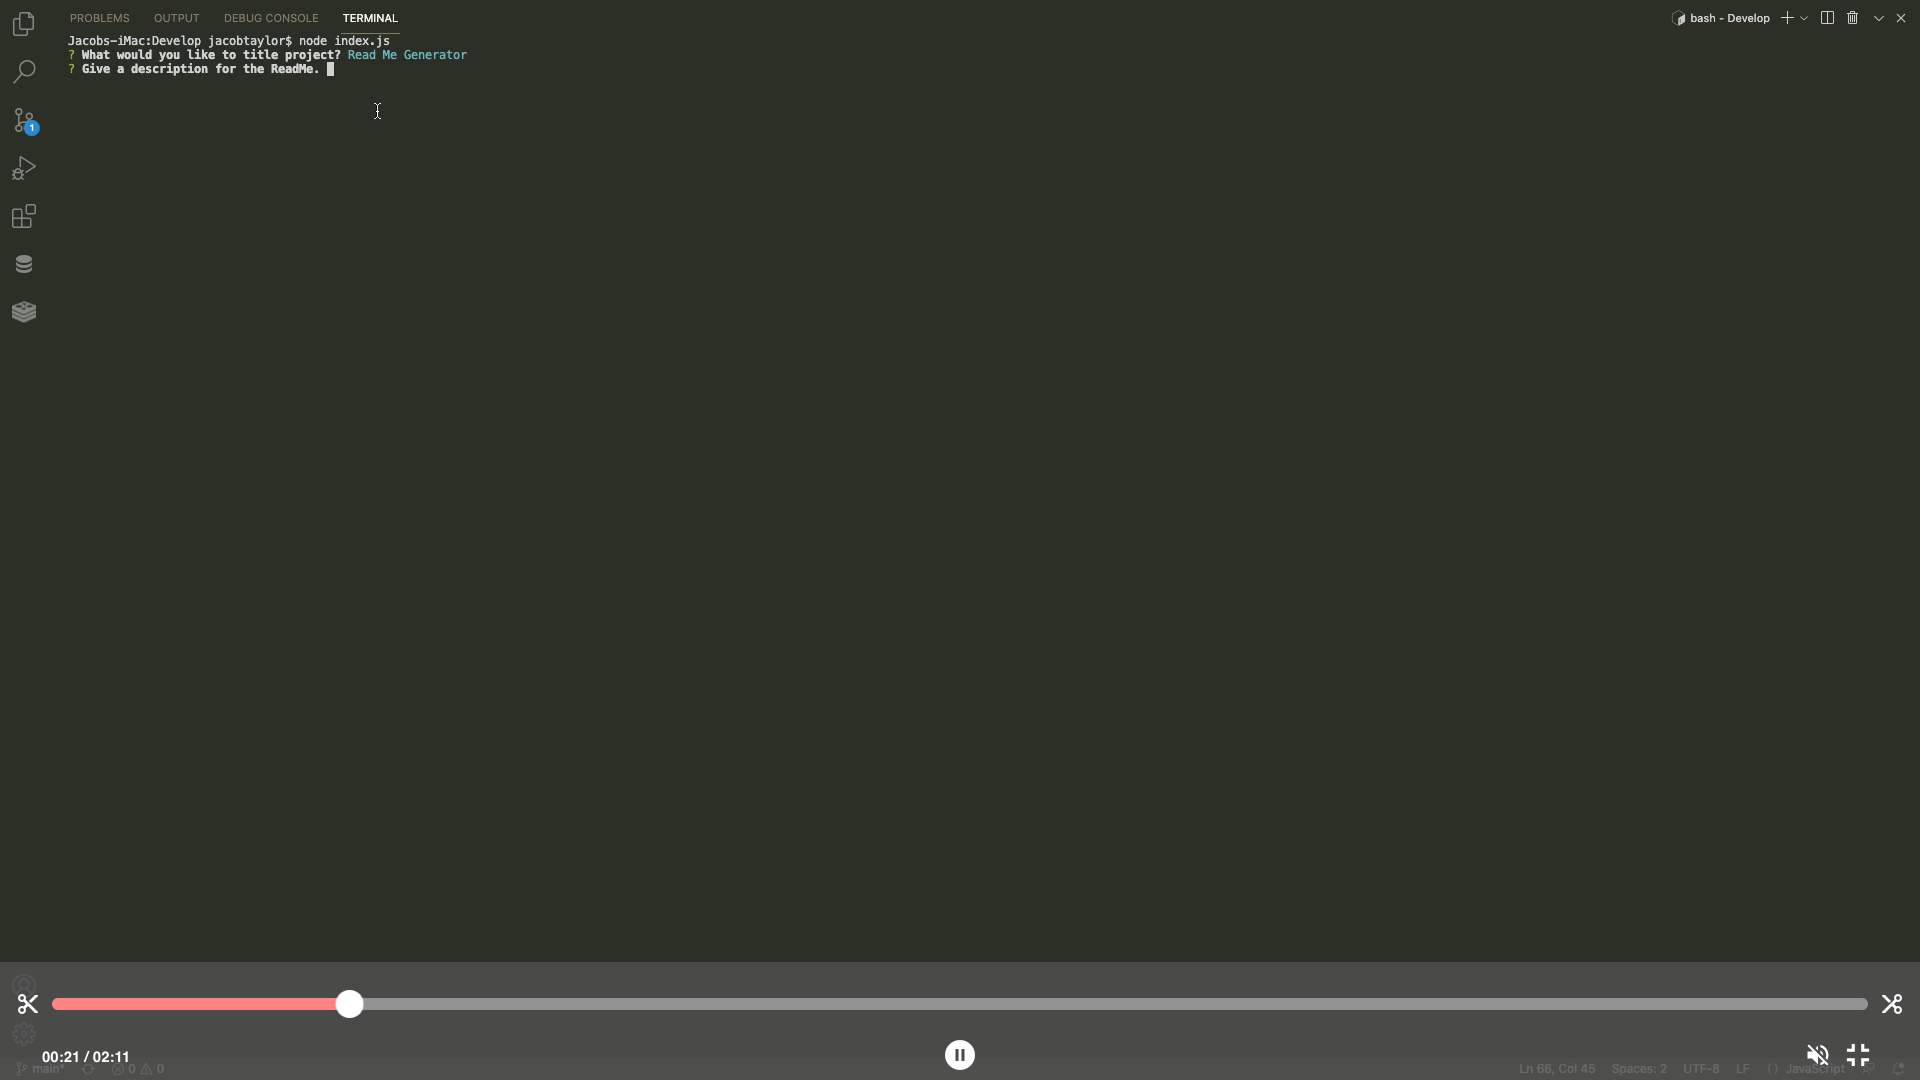 PROBLEMS OUTPUT DEBUG CONSOLE TERMINAL bash - Develop
Jacobs-iMac:Develop jacobtaylor$ node index.js
? What would you like to title project? Read Me Generator
? Give a description for the ReadMe.
1
00:21 / 02:11
main* 0 0 Ln 66, Col 45 Spaces: 2 UTF-8 LF {} JavaScript